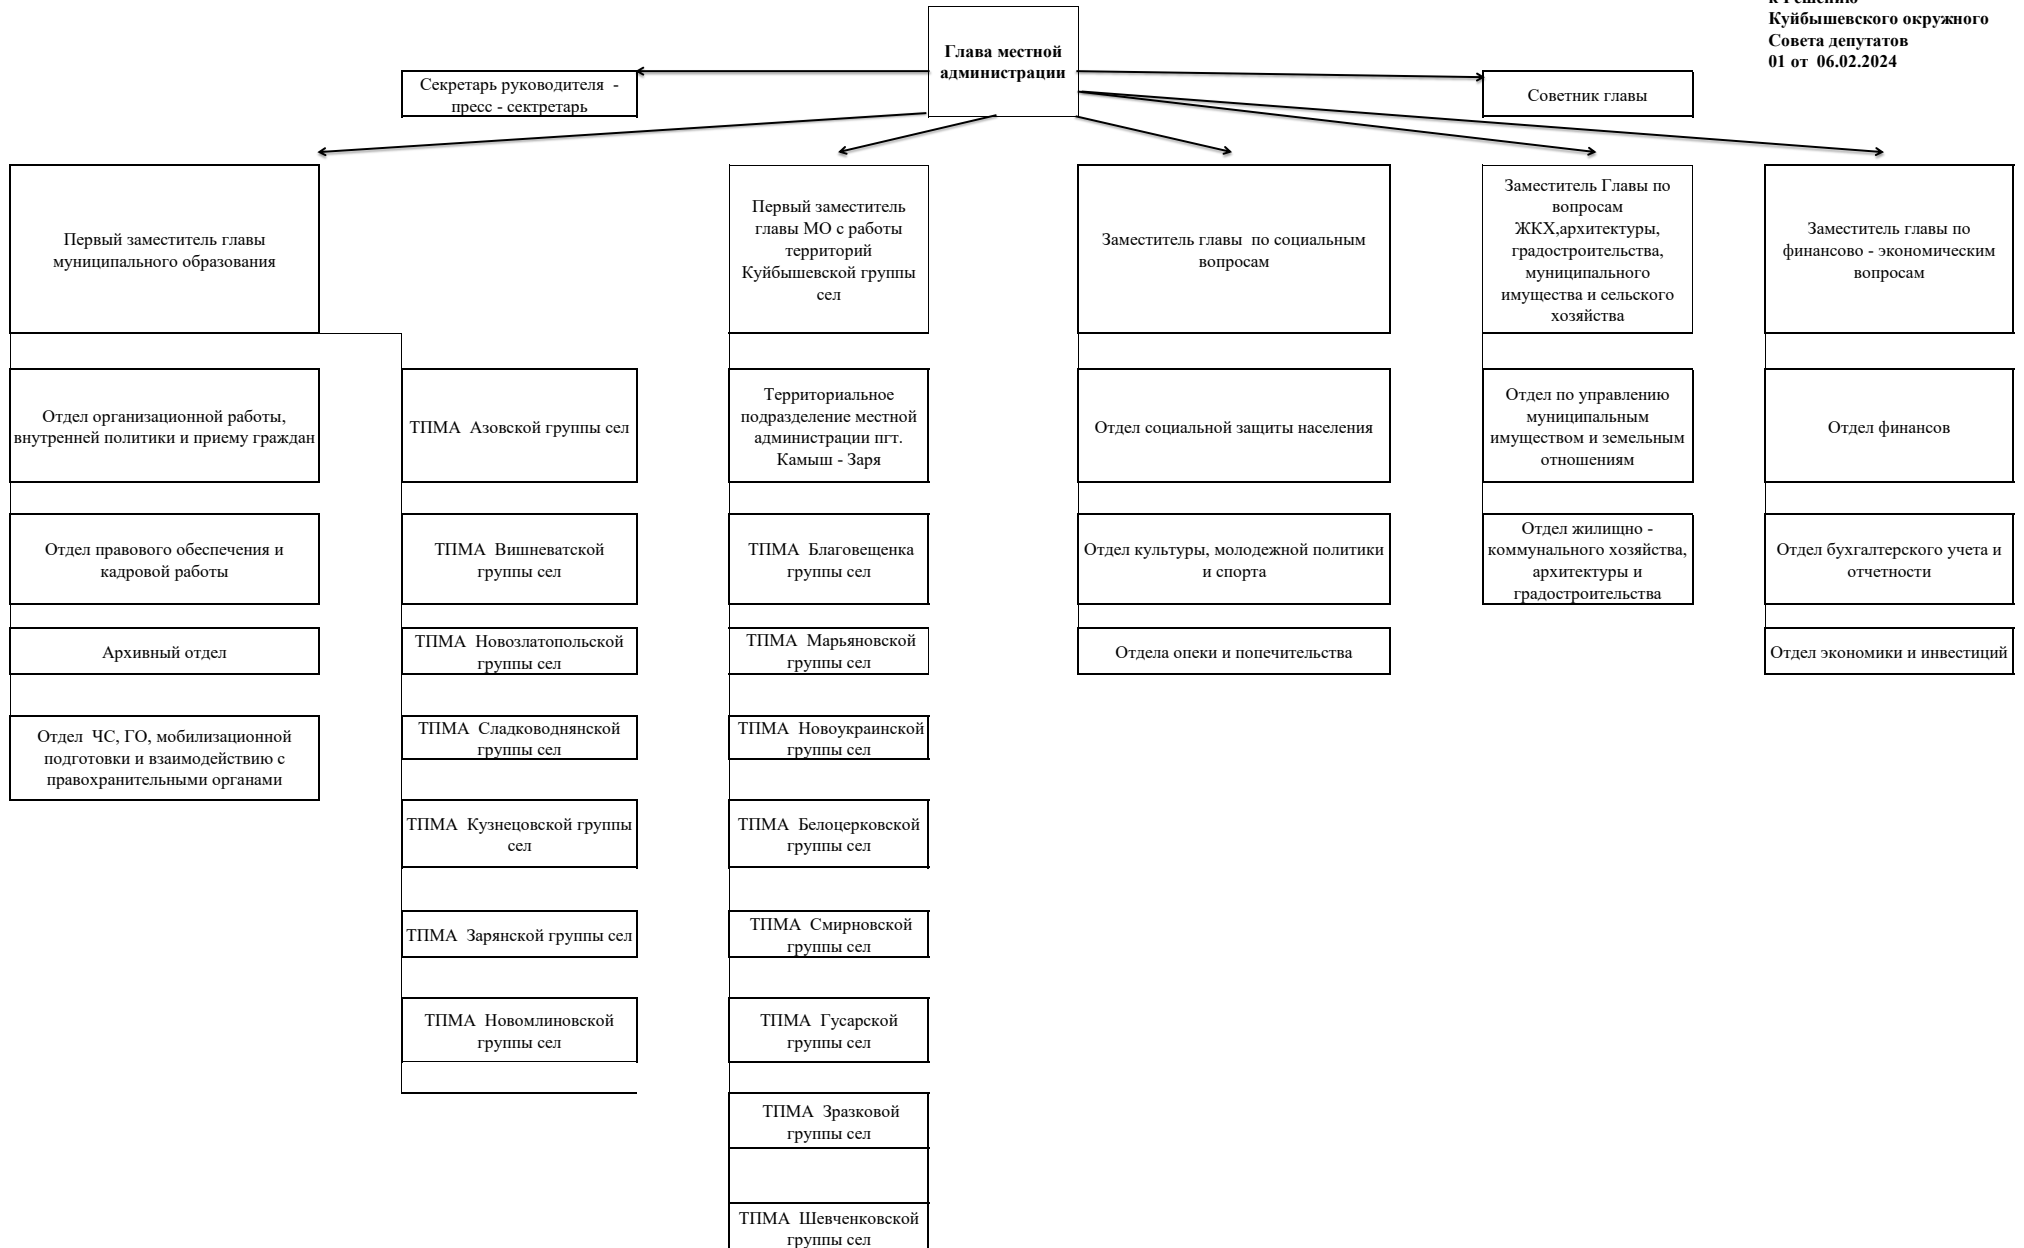 к Решению
Куйбышевского окружного
Совета депутатов
01 от 06.02.2024
Глава местной
администрации
Секретарь руководителя -
пресс - сектретарь
Советник главы
Первый заместитель главы
муниципального образования
Первый заместитель
главы МО с работы
территорий
Куйбышевской группы
сел
Заместитель главы по социальным
вопросам
Заместитель Главы по
вопросам
ЖКХ,архитектуры,
градостроительства,
муниципального
имущества и сельского
хозяйства
Заместитель главы по
финансово - экономическим
вопросам
Отдел организационной работы,
внутренней политики и приему граждан
ТПМА Азовской группы сел
Территориальное
подразделение местной
администрации пгт.
Камыш - Заря
Отдел социальной защиты населения
Отдел по управлению
муниципальным
имуществом и земельным
отношениям
Отдел финансов
Отдел правового обеспечения и
кадровой работы
ТПМА Вишневатской
группы сел
ТПМА Благовещенка
группы сел
Отдел культуры, молодежной политики
и спорта
Отдел жилищно -
коммунального хозяйства,
архитектуры и
градостроительства
Отдел бухгалтерского учета и
отчетности
Архивный отдел
ТПМА Новозлатопольской
группы сел
ТПМА Марьяновской
группы сел
Отдела опеки и попечительства
Отдел экономики и инвестиций
Отдел ЧС, ГО, мобилизационной
подготовки и взаимодействию с
правохранительными органами
ТПМА Сладководнянской
группы сел
ТПМА Новоукраинской
группы сел
ТПМА Кузнецовской группы
сел
ТПМА Белоцерковской
группы сел
ТПМА Зарянской группы сел
ТПМА Смирновской
группы сел
ТПМА Новомлиновской
группы сел
ТПМА Гусарской
группы сел
ТПМА Зразковой
группы сел
ТПМА Шевченковской
группы сел